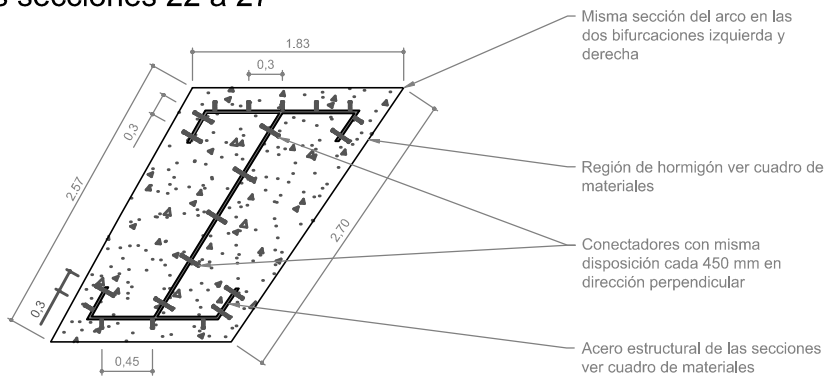 s secciones 22 a 27
Misma sección del arco en las
dos bifurcaciones izquierda y
derecha
1.83
0,3
0,3
2.57
2.70
Región de hormigón ver cuadro de
materiales
Conectadores con misma
disposición cada 450 mm en
dirección perpendicular
0,3
0,45
Acero estructural de las secciones
ver cuadro de materiales